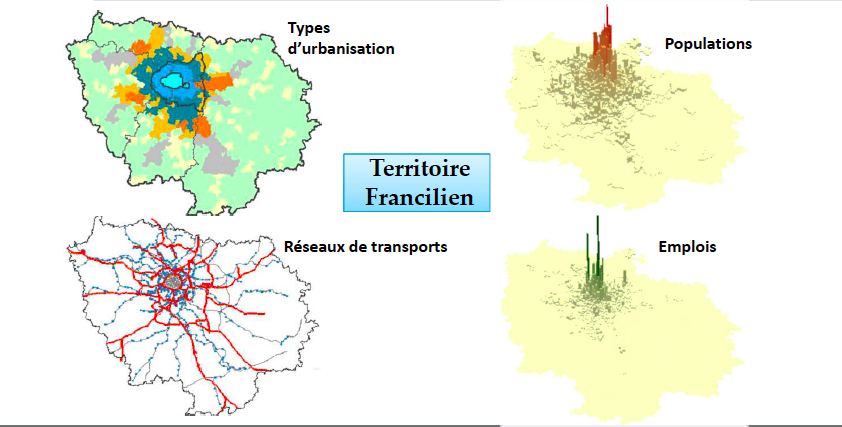 Types
d'urbanisation
Populations
Territoire
Francilien
Réseaux de transports
Emplois